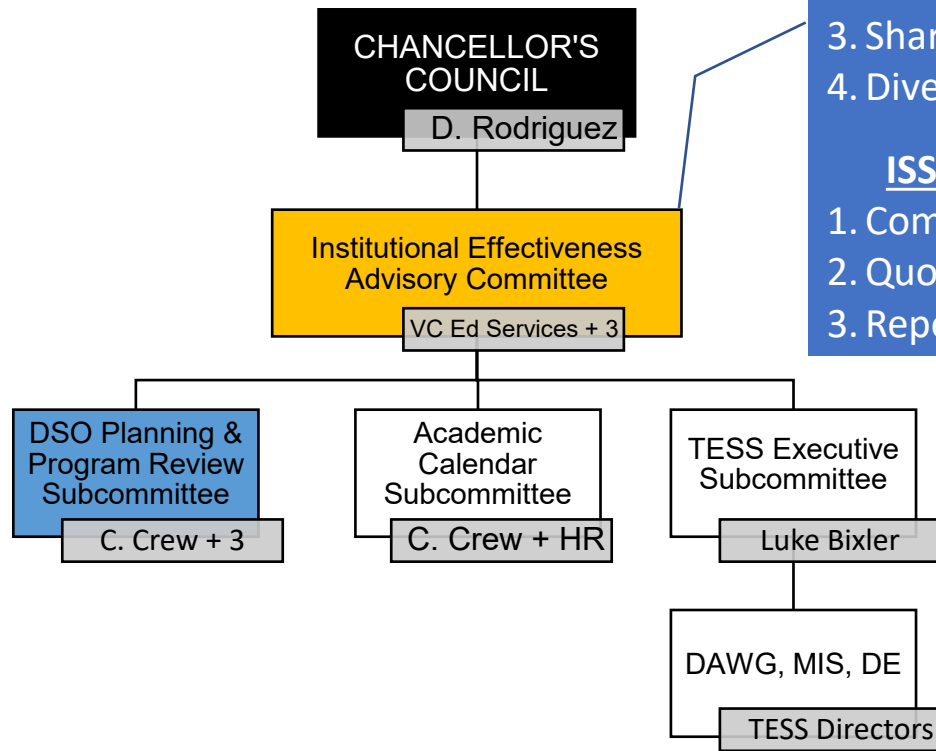 CHANCELLOR'S
COUNCIL
D. Rodriguez
3. Shar
4. Dive
ISS
1. Com
2. Quo
3. Repo
Institutional Effectiveness
Advisory Committee
VC Ed Services + 3
DSO Planning &
Program Review
Subcommittee
C. Crew + 3
Academic
Calendar
Subcommittee
C. Crew + HR
TESS Executive
Subcommittee
Luke Bixler
DAWG, MIS, DE
TESS Directors